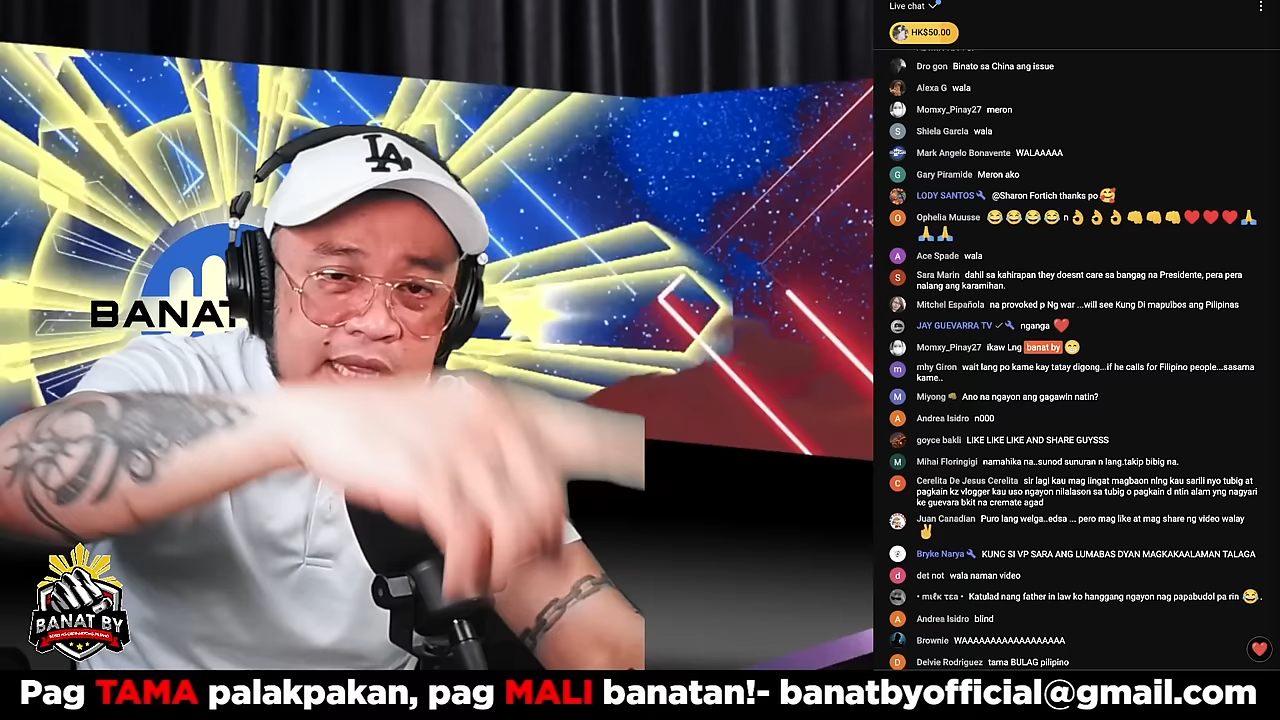 Live chat
HK$50.00
Dro gon Binato sa China ang issue
Alexa G wala
Momxy_Pinay27 meron
S Shiela Garcia wala
Mark Angelo Bonavente WALAAAAA
G Gary Piramide Meron ako
LODY SANTOS @Sharon Fortich thanks po 🥰
O Ophelia Muusse 😂😂😂😂 n 👌👌👌👊👊👊❤️❤️❤️🙏
🙏🙏
A Ace Spade wala
S Sara Marin dahil sa kahirapan they doesnt care sa bangag na Presidente, pera pera
nalang ang karamihan.
Mitchel Española na provoked p Ng war ...will see Kung Di mapulbos ang Pilipinas
JAY GUEVARRA TV nganga ❤️
Momxy_Pinay27 ikaw Lng banat by 😁
m mhy Giron wait lang po kame kay tatay digong...if he calls for Filipino people...sasama
kame..
M Miyong 👊 Ano na ngayon ang gagawin natin?
A Andrea Isidro n000
goyce bakli LIKE LIKE LIKE AND SHARE GUYSSS
M Mihai Floringigi namahika na..sunod sunuran n lang.takip bibig na.
C Cerelita De Jesus Cerelita sir lagi kau mag lingat magbaon nlng kau sarili nyo tubig at
pagkain kz vlogger kau uso ngayon nilalason sa tubig o pagkain d ntin alam yng nagyari
ke guevara bkit na cremate agad
Juan Canadian Puro lang welga..edsa ... pero mag like at mag share ng video walay
✌️
Bryke Narya KUNG SI VP SARA ANG LUMABAS DYAN MAGKAKAALAMAN TALAGA
d det not wala naman video
• mιℓк тεα • Katulad nang father in law ko hanggang ngayon nag papabudol pa rin 😂.
A Andrea Isidro blind
Brownie WAAAAAAAAAAAAAAAAAA
D Delvie Rodriguez tama BULAG pilipino
LA
BANAT
BANAT BY
Pag TAMA palakpakan, pag MALI banatan!- banatbyofficial@gmail.com